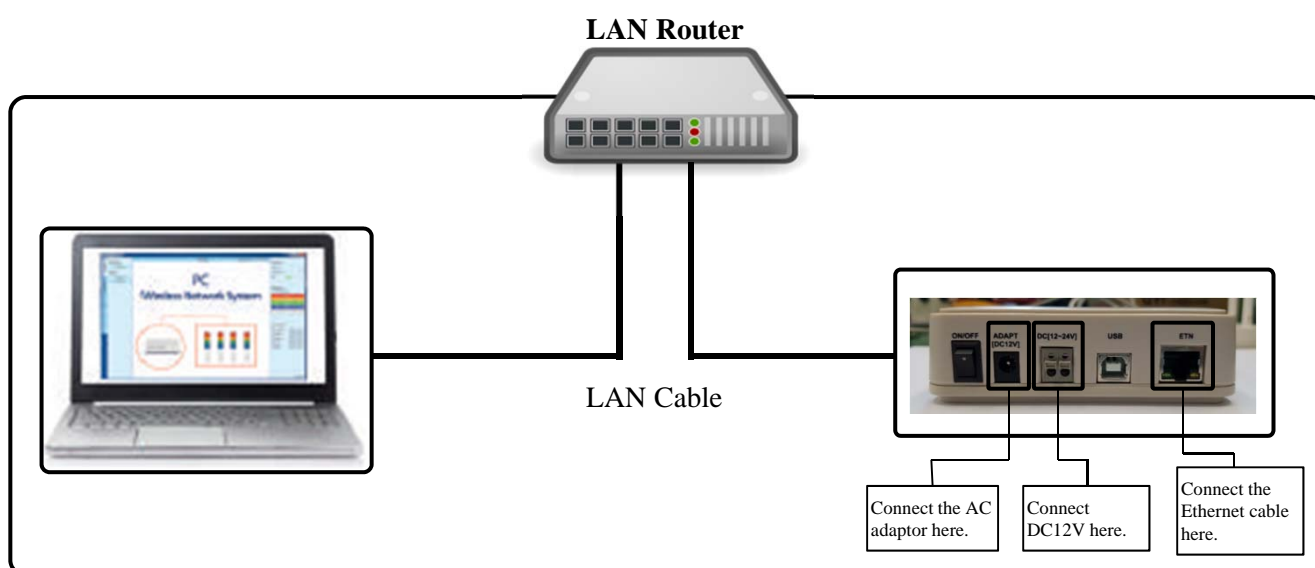 LAN Router
PC
Wireless Network System
LAN Cable
ON/OFF
ADAPT
[DC12V]
DC[12~24V]
USB
ETN
Connect the AC
adaptor here.
Connect
DC12V here.
Connect the
Ethernet cable
here.